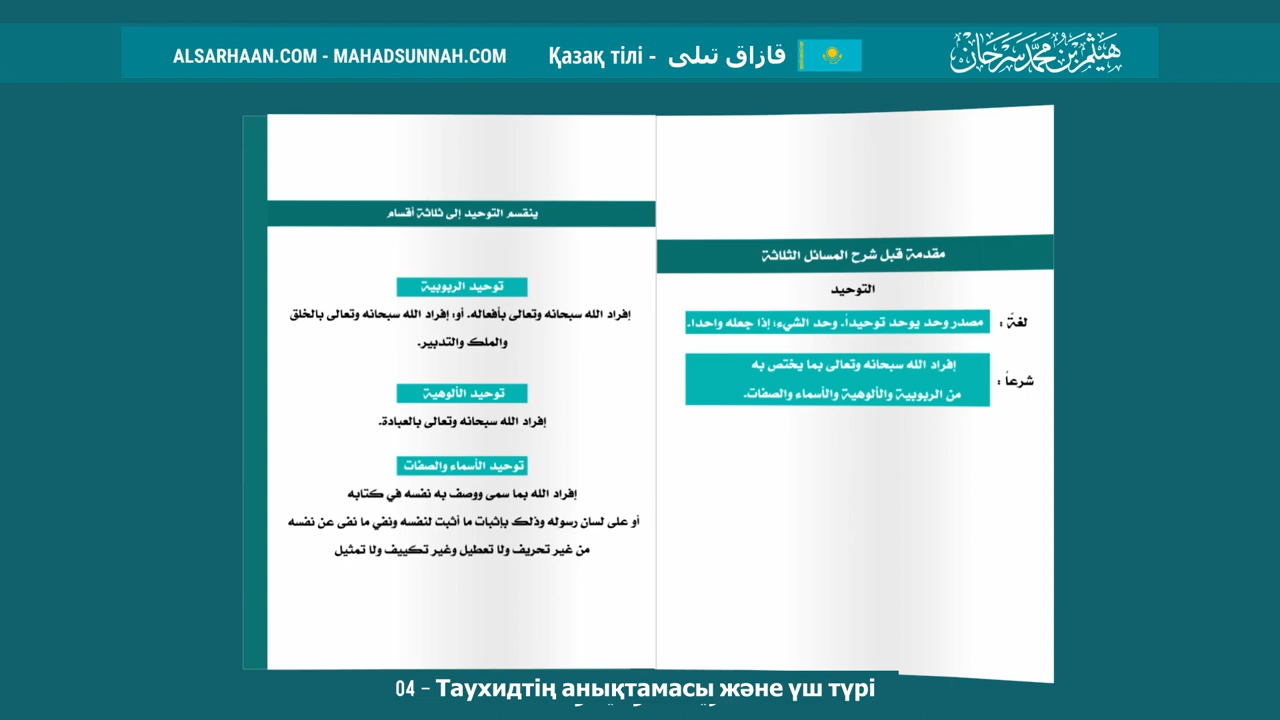 ALSARHAAN.COM - MAHADSUNNAH.COM
Қазақ тілі - قازاق تىلى
هيثم بن محمد سرحان
مقدمة قبل شرح المسائل الثلاثة
التوحيد
لغةً : مصدر وحد يوحد توحيداً. وحد الشيء؛ إذا جعله واحدا.
شرعاً : إفراد الله سبحانه وتعالى بما يختص به
من الربوبية والألوهية والأسماء والصفات.
ينقسم التوحيد إلى ثلاثة أقسام
توحيد الربوبية
إفراد الله سبحانه وتعالى بأفعاله. أو؛ إفراد الله سبحانه وتعالى بالخلق
والملك والتدبير.
توحيد الألوهية
إفراد الله سبحانه وتعالى بالعبادة.
توحيد الأسماء والصفات
إفراد الله بما سمى ووصف به نفسه في كتابه
أو على لسان رسوله وذلك بإثبات ما أثبت لنفسه ونفي ما نفى عن نفسه
من غير تحريف ولا تعطيل وغير تكييف ولا تمثيل
04 – Таухидтің анықтамасы және үш түрі